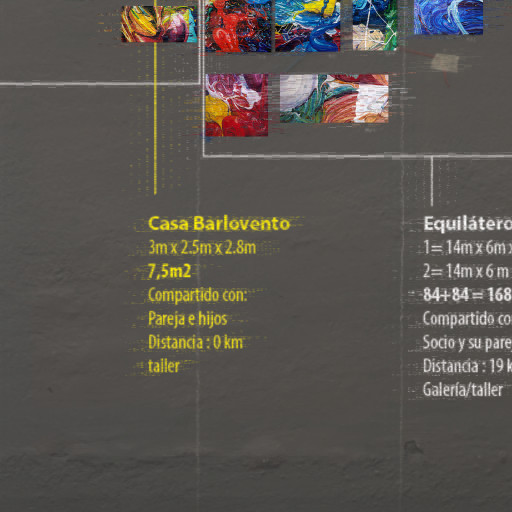 Casa Barlovento
3m x 2.5m x 2.8m
7,5m2
Compartido con:
Pareja e hijos
Distancia : 0 km
taller
Equilátero
1= 14m x 6m x
2= 14m x 6 m
84+84 = 168
Compartido co
Socio y su pare
Distancia : 19 k
Galería/taller